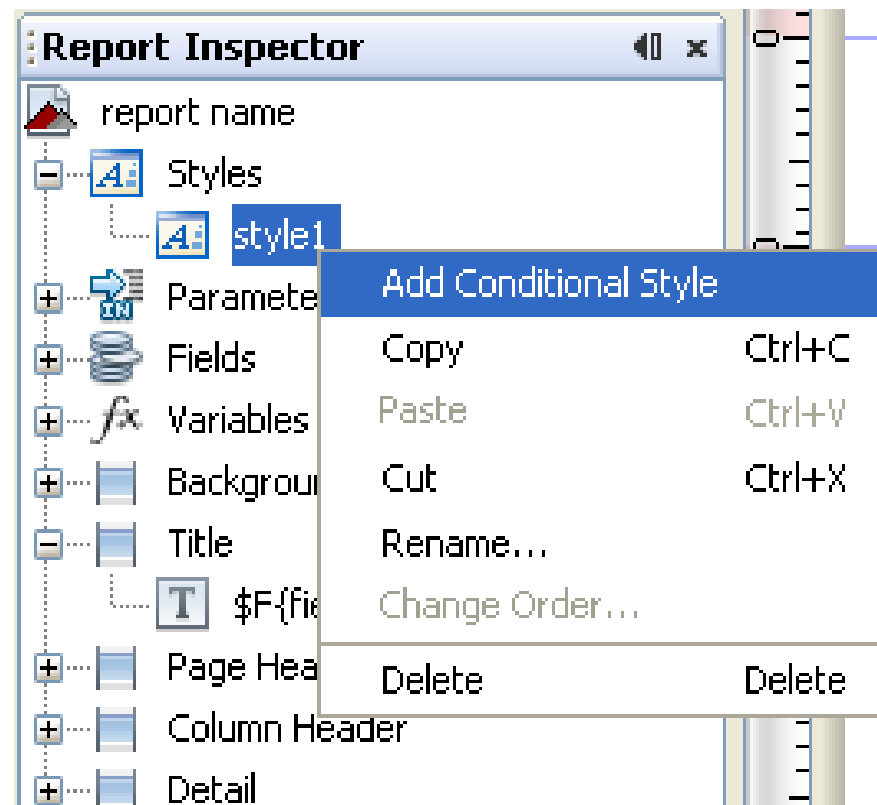 Report Inspector
report name
Styles
style1
Add Conditional Style
Paramete
Copy Ctrl+C
Fields
Paste Ctrl+V
Variables
Cut Ctrl+X
Backgrou
Title
Rename...
$F{fie
Change Order...
Page Hea
Delete Delete
Column Header
Detail